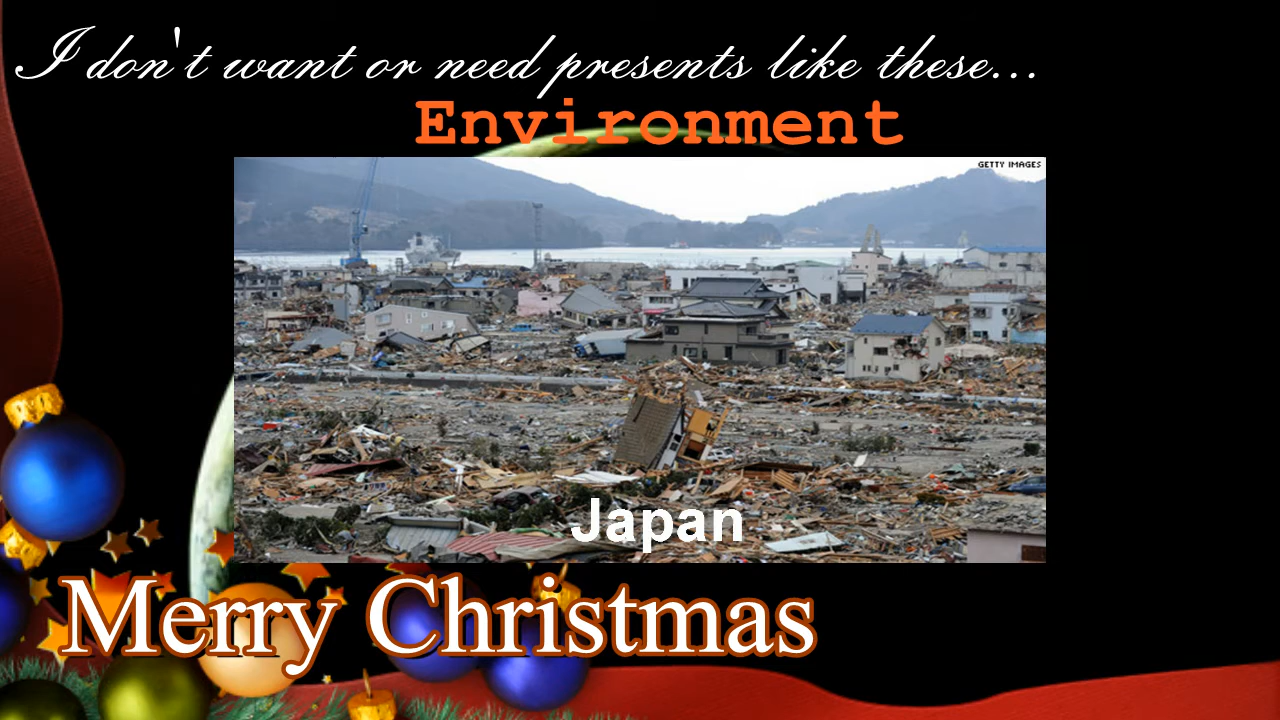 I don't want or need presents like these...
Environment
GETTY IMAGES
Japan
Merry Christmas